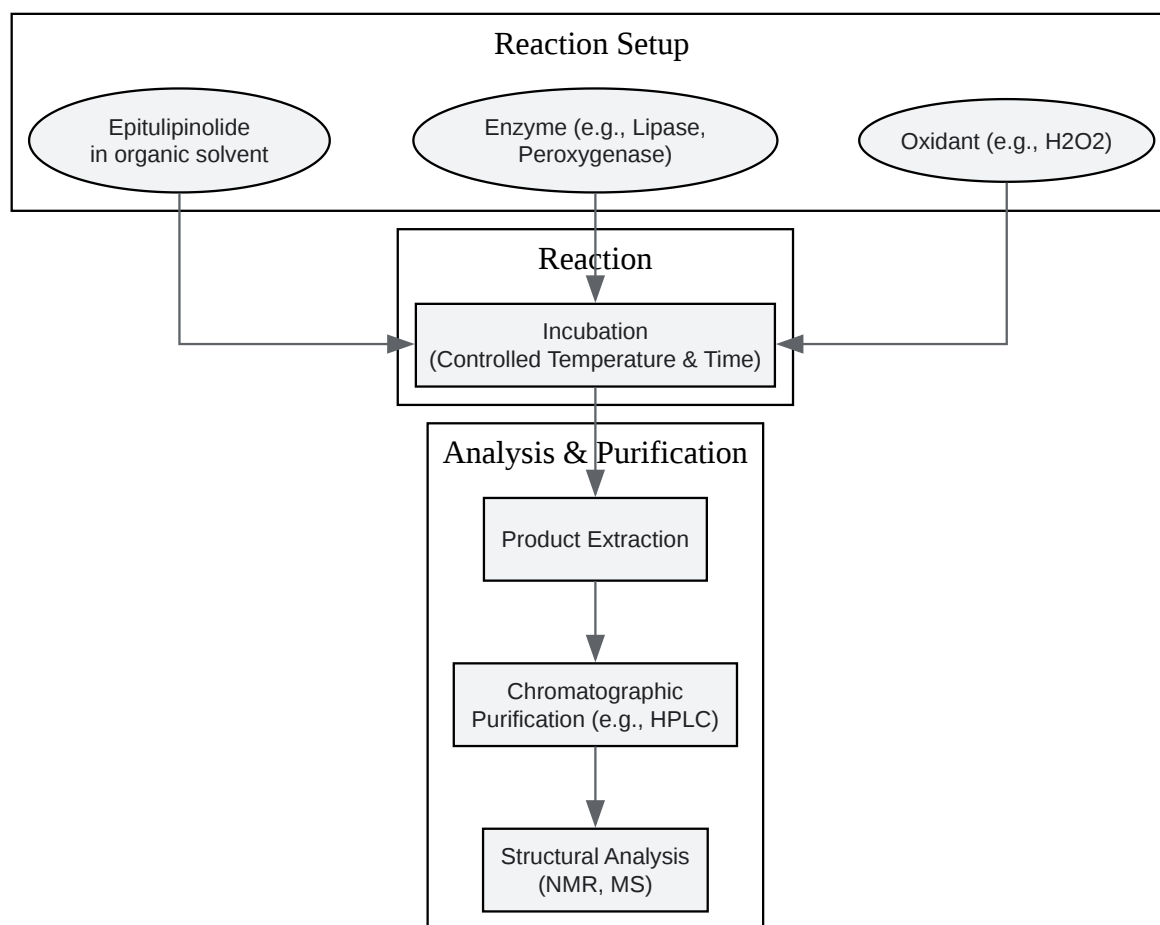 Reaction Setup
Epitulipinolide
in organic solvent
Enzyme (e.g., Lipase,
Peroxygenase)
Oxidant (e.g., H2O2)
Reaction
Incubation
(Controlled Temperature & Time)
Analysis & Purification
Product Extraction
Chromatographic
Purification (e.g., HPLC)
Structural Analysis
(NMR, MS)